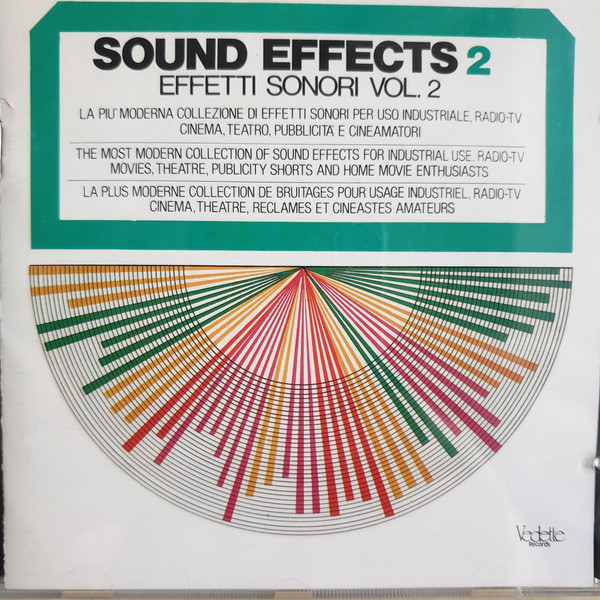 SOUND EFFECTS 2
EFFETTI SONORI VOL. 2
LA PIU' MODERNA COLLEZIONE DI EFFETTI SONORI PER USO INDUSTRIALE, RADIO-TV
CINEMA, TEATRO, PUBBLICITA' E CINEAMATORI
THE MOST MODERN COLLECTION OF SOUND EFFECTS FOR INDUSTRIAL USE, RADIO-TV
MOVIES, THEATRE, PUBLICITY SHORTS AND HOME MOVIE ENTHUSIASTS
LA PLUS MODERNE COLLECTION DE BRUITAGES POUR USAGE INDUSTRIEL, RADIO-TV
CINEMA, THEATRE, RECLAMES ET CINEASTES AMATEURS
Vedette
Records